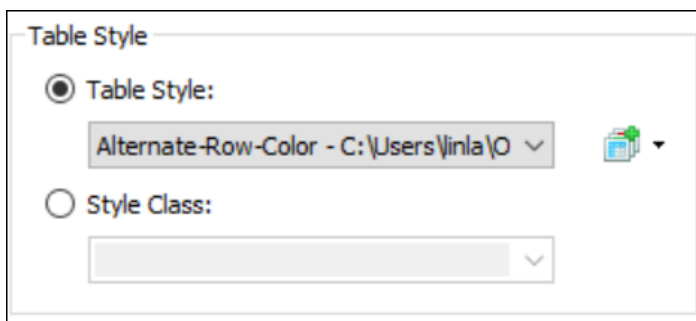 Table Style
Table Style:
Alternate-Row-Color - C:\Users\linla\O
Style Class: